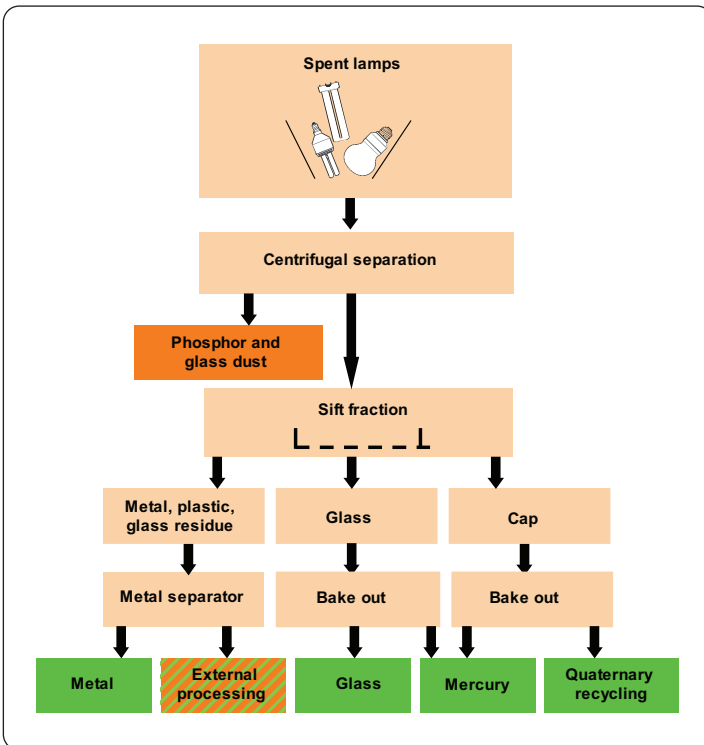 Spent lamps
Centrifugal separation
Phosphor and
glass dust
Sift fraction
Metal, plastic,
glass residue
Glass
Cap
Metal separator
Bake out
Bake out
Metal
External
processing
Glass
Mercury
Quaternary
recycling